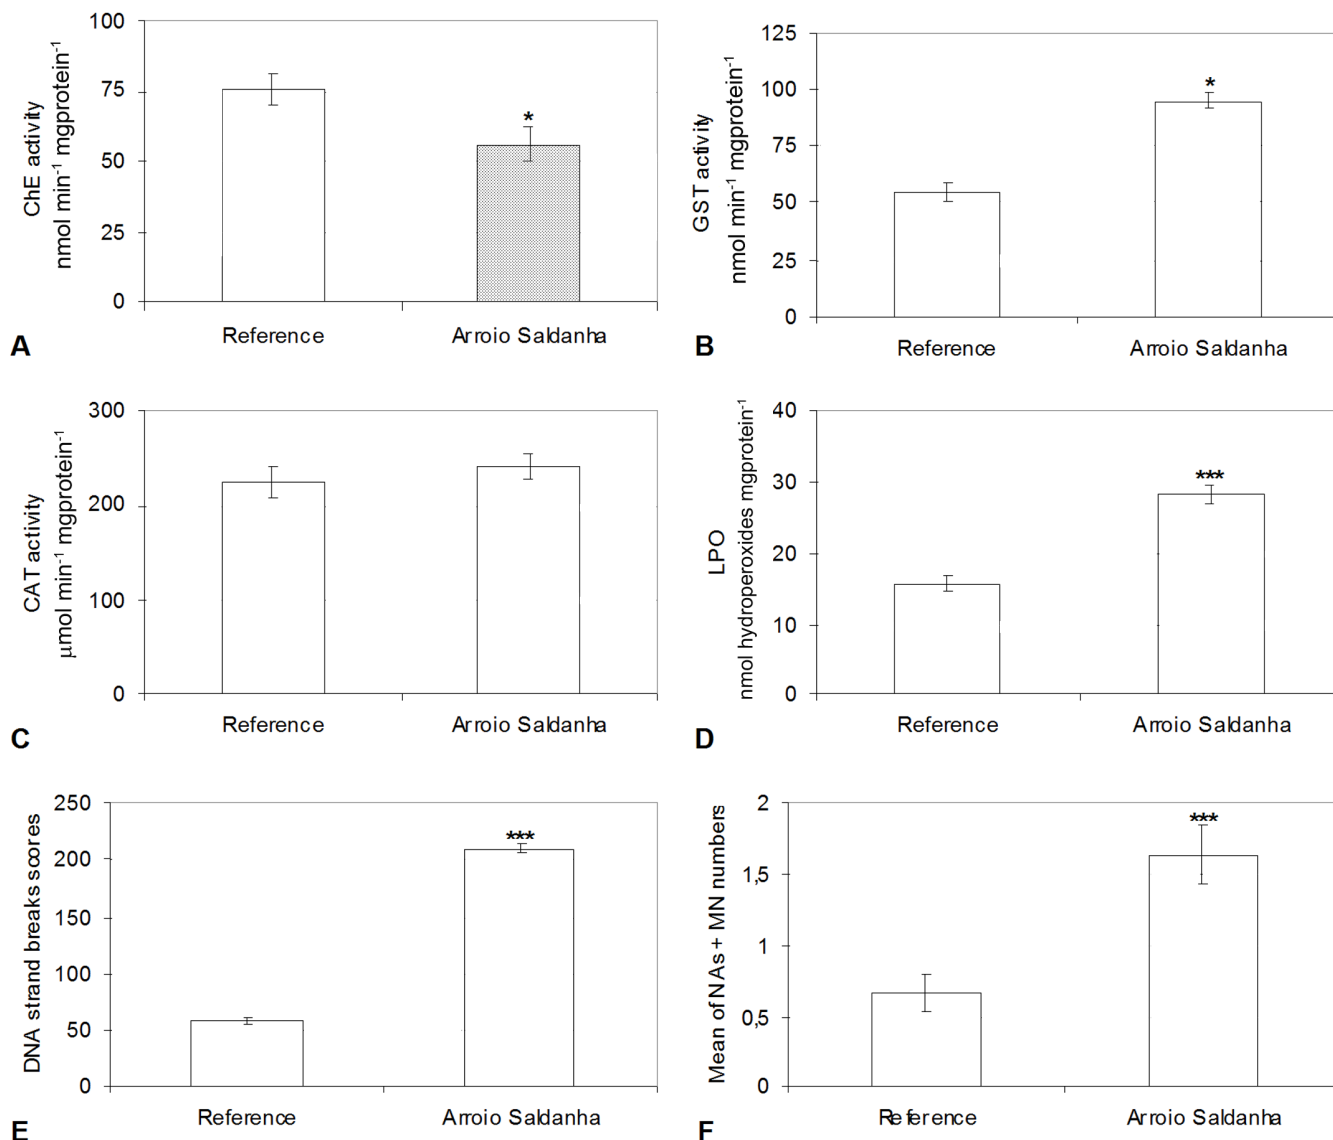 ChE activity
nmol min⁻¹ mgprotein⁻¹
100
75
50
25
0
*
Reference
Arroio Saldanha
A
GST activity
nmol min⁻¹ mgprotein⁻¹
125
100
75
50
25
0
*
Reference
Arroio Saldanha
B
CAT activity
μmol min⁻¹ mgprotein⁻¹
300
200
100
0
Reference
Arroio Saldanha
C
LPO
nmol hydroperoxides mgprotein⁻¹
40
30
20
10
0
***
Reference
Arroio Saldanha
D
DNA strand breaks scores
250
200
150
100
50
0
***
Reference
Arroio Saldanha
E
Mean of NAs + MN numbers
2
1,5
1
0,5
0
***
Reference
Arroio Saldanha
F